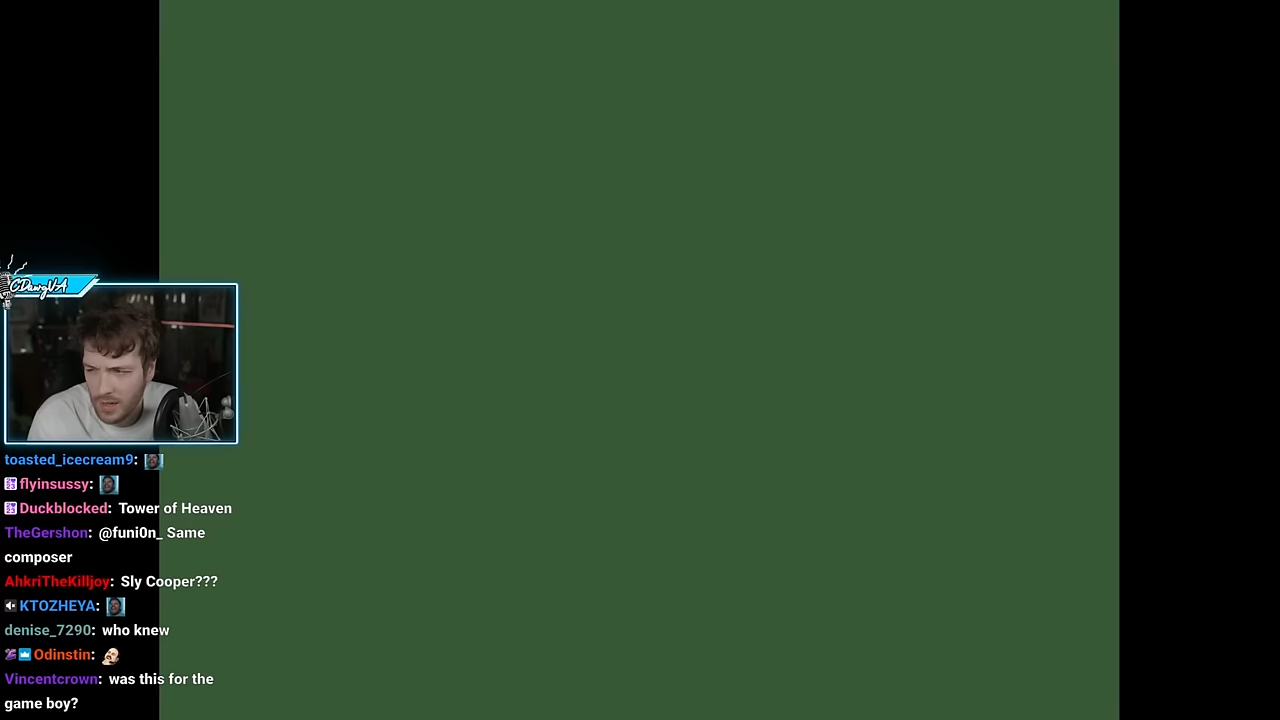 CDawgVA
toasted_icecream9:
flyinsussy:
Duckblocked: Tower of Heaven
TheGershon: @funi0n_ Same
composer
AhkriTheKilljoy: Sly Cooper???
KTOZHEYA:
denise_7290: who knew
Odinstin:
Vincentcrown: was this for the
game boy?